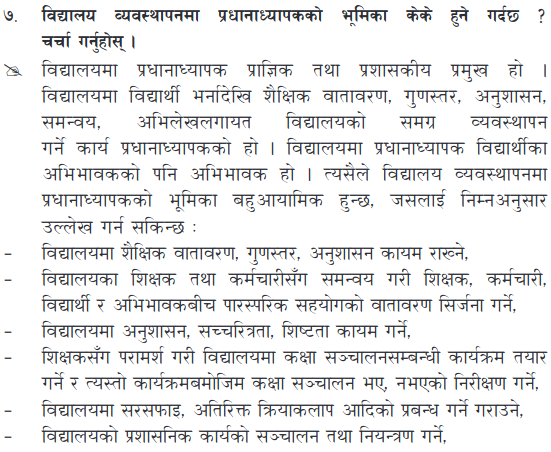 ७. विद्यालय व्यवस्थापनमा प्रधानाध्यापकको भूमिका केके हुने गर्दछ ?
चर्चा गर्नुहोस् ।
विद्यालयमा प्रधानाध्यापक प्राज्ञिक तथा प्रशासकीय प्रमुख हो ।
विद्यालयमा विद्यार्थी भर्नादेखि शैक्षिक वातावरण, गुणस्तर, अनुशासन,
समन्वय, अभिलेखलगायत विद्यालयको समग्र व्यवस्थापन
गर्ने कार्य प्रधानाध्यापकको हो । विद्यालयमा प्रधानाध्यापक विद्यार्थीका
अभिभावकको पनि अभिभावक हो । त्यसैले विद्यालय व्यवस्थापनमा
प्रधानाध्यापकको भूमिका बहुआयामिक हुन्छ, जसलाई निम्नअनुसार
उल्लेख गर्न सकिन्छ :
- विद्यालयमा शैक्षिक वातावरण, गुणस्तर, अनुशासन कायम राख्ने,
- विद्यालयका शिक्षक तथा कर्मचारीसँग समन्वय गरी शिक्षक, कर्मचारी,
विद्यार्थी र अभिभावकबीच पारस्परिक सहयोगको वातावरण सिर्जना गर्ने,
- विद्यालयमा अनुशासन, सच्चरित्रता, शिष्टता कायम गर्ने,
- शिक्षकसँग परामर्श गरी विद्यालयमा कक्षा सञ्चालनसम्बन्धी कार्यक्रम तयार
गर्ने र त्यस्तो कार्यक्रमबमोजिम कक्षा सञ्चालन भए, नभएको निरीक्षण गर्ने,
- विद्यालयमा सरसफाइ, अतिरिक्त क्रियाकलाप आदिको प्रबन्ध गर्ने गराउने,
- विद्यालयको प्रशासनिक कार्यको सञ्चालन तथा नियन्त्रण गर्ने,